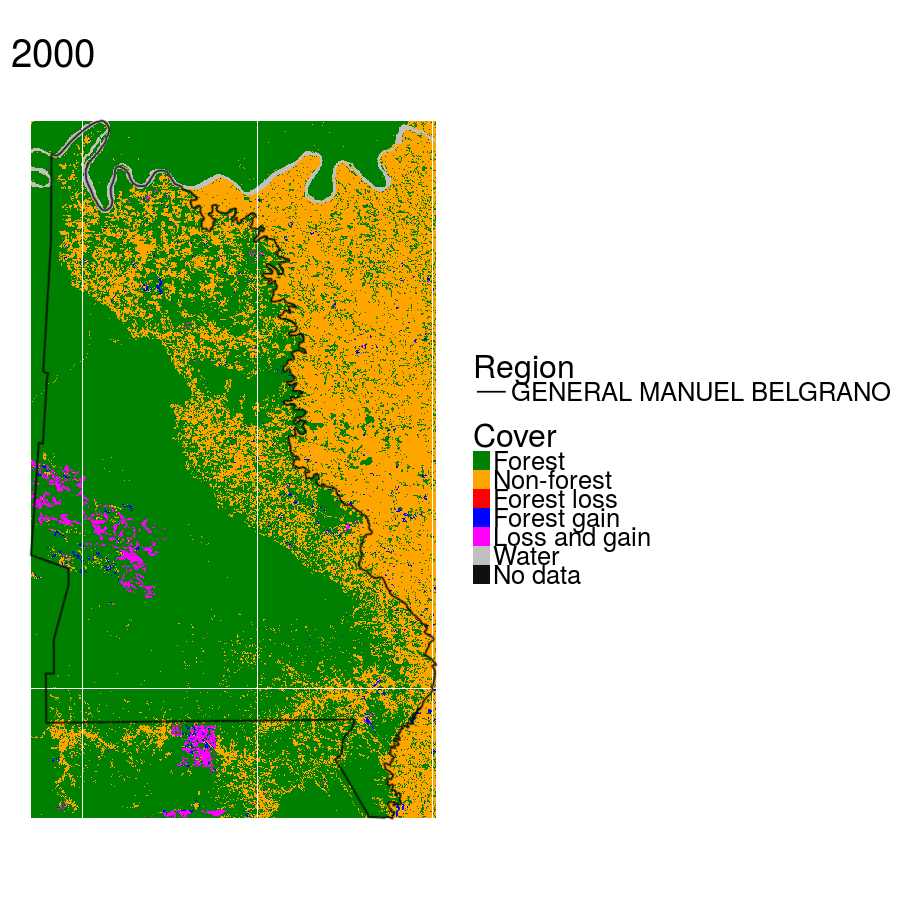 2000
Region
GENERAL MANUEL BELGRANO
Cover
Forest
Non-forest
Forest loss
Forest gain
Loss and gain
Water
No data